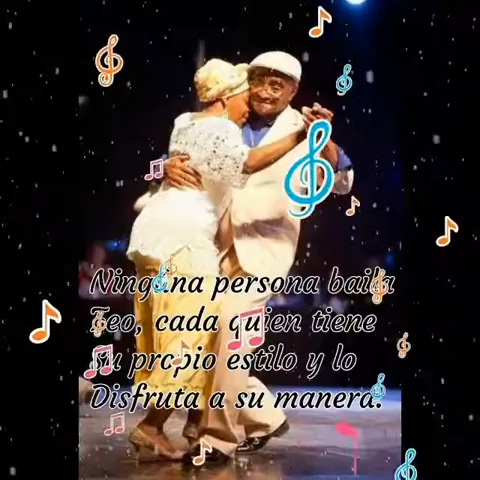 Ninguna persona baila
Feo, cada quien tiene
su propio estilo y lo
Disfruta a su manera.